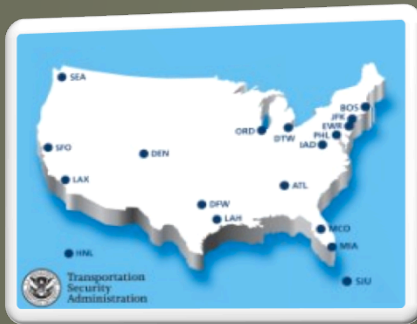 SEA
BOS
JFK
EWR
PHL
ORD
DTW
IAD
SFO
DEN
LAX
ATL
DFW
LAH
MCO
MIA
HNL
SJU
Transportation
Security
Administration